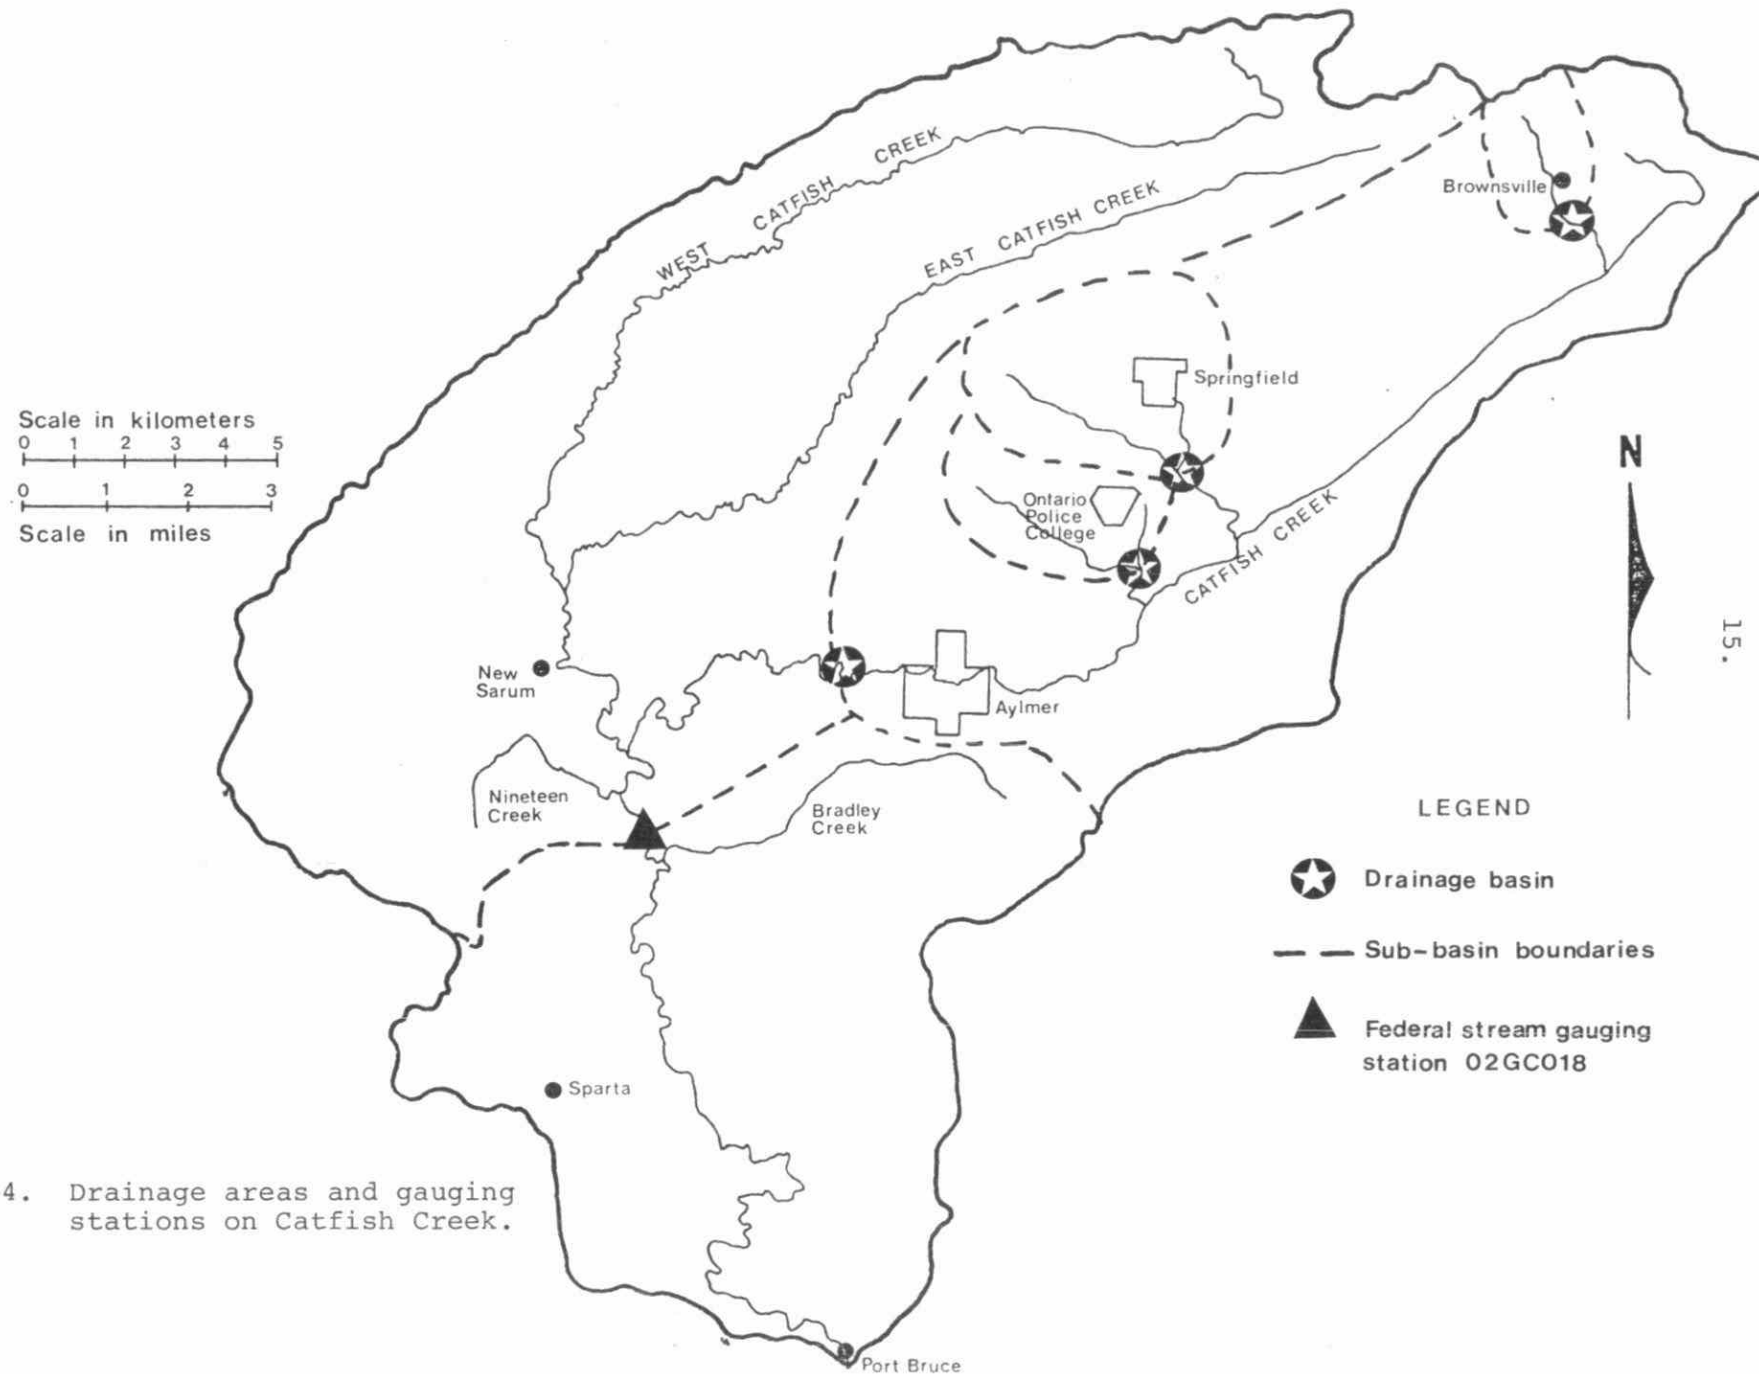 WEST CATFISH CREEK
EAST CATFISH CREEK
Brownsville
Springfield
Scale in kilometers
0 1 2 3 4 5
0 1 2 3
Scale in miles
N
Ontario
Police
College
CATFISH CREEK
15.
New
Sarum
Aylmer
Nineteen
Creek
Bradley
Creek
LEGEND
Drainage basin
Sub-basin boundaries
Federal stream gauging
station 02GC018
Sparta
4. Drainage areas and gauging
stations on Catfish Creek.
Port Bruce